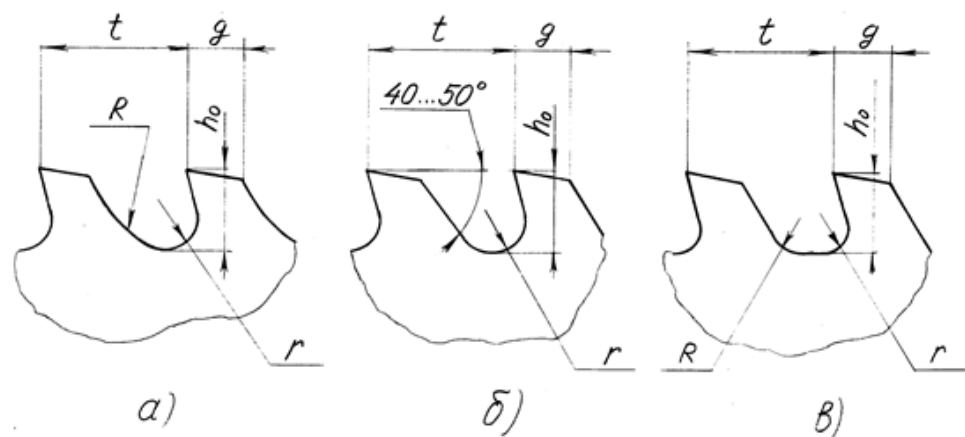 t g t g t g
40...50°
R h₀ h₀ h₀
r R r r
а) б) в)